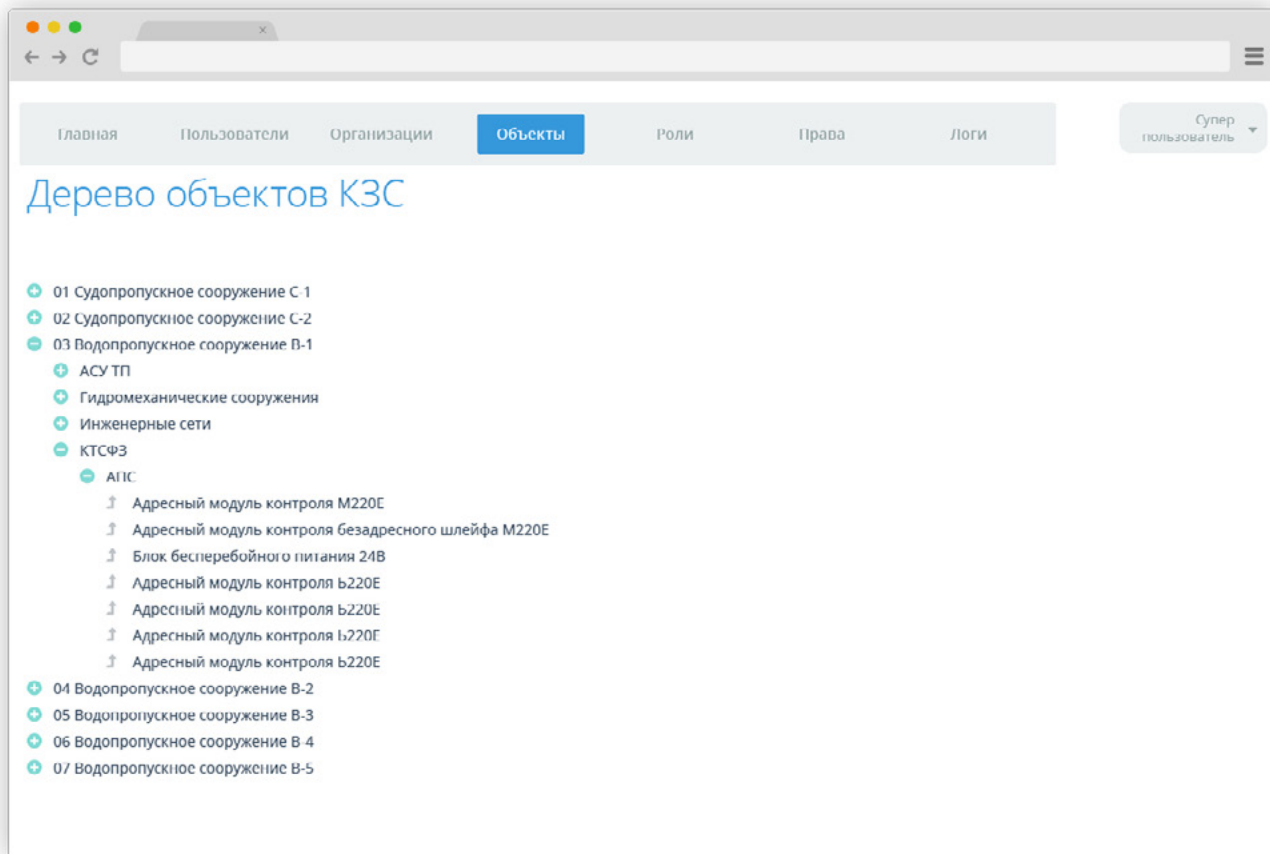 Главная Пользователи Организации Объекты Роли Права Логи
Супер
пользователь
Дерево объектов КЗС
01 Судопропускное сооружение С-1
02 Судопропускное сооружение С-2
03 Водопропускное сооружение В-1
АСУ ТП
Гидромеханические сооружения
Инженерные сети
КТСФЗ
АПС
Адресный модуль контроля М220Е
Адресный модуль контроля безадресного шлейфа М220Е
Блок бесперебойного питания 24В
Адресный модуль контроля Б220Е
Адресный модуль контроля Б220Е
Адресный модуль контроля Б220Е
Адресный модуль контроля Б220Е
04 Водопропускное сооружение В-2
05 Водопропускное сооружение В-3
06 Водопропускное сооружение В-4
07 Водопропускное сооружение В-5